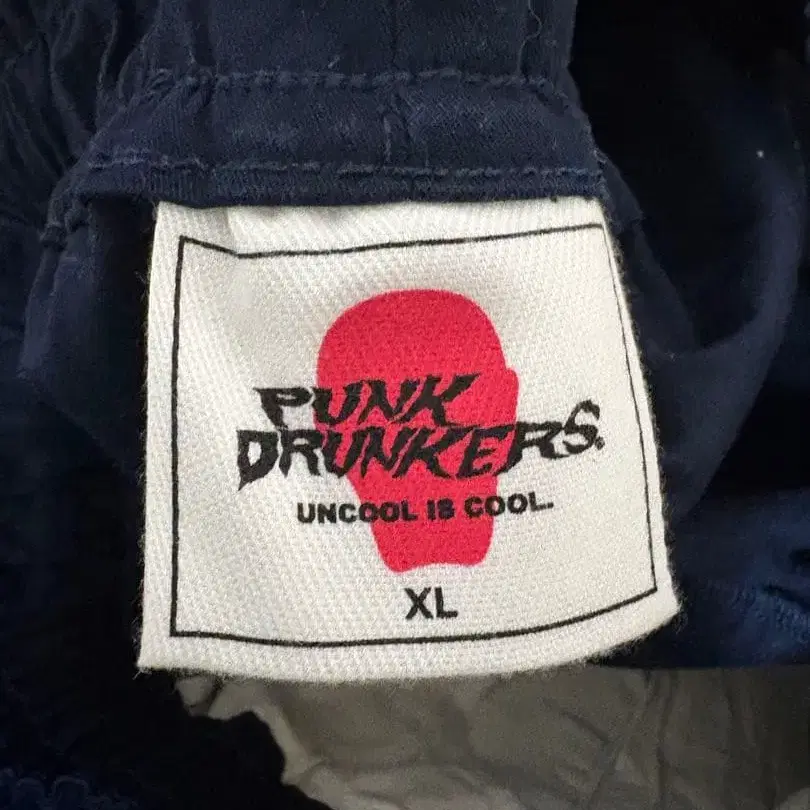 PUNK
DRUNKERS.
UNCOOL IS COOL.
XL